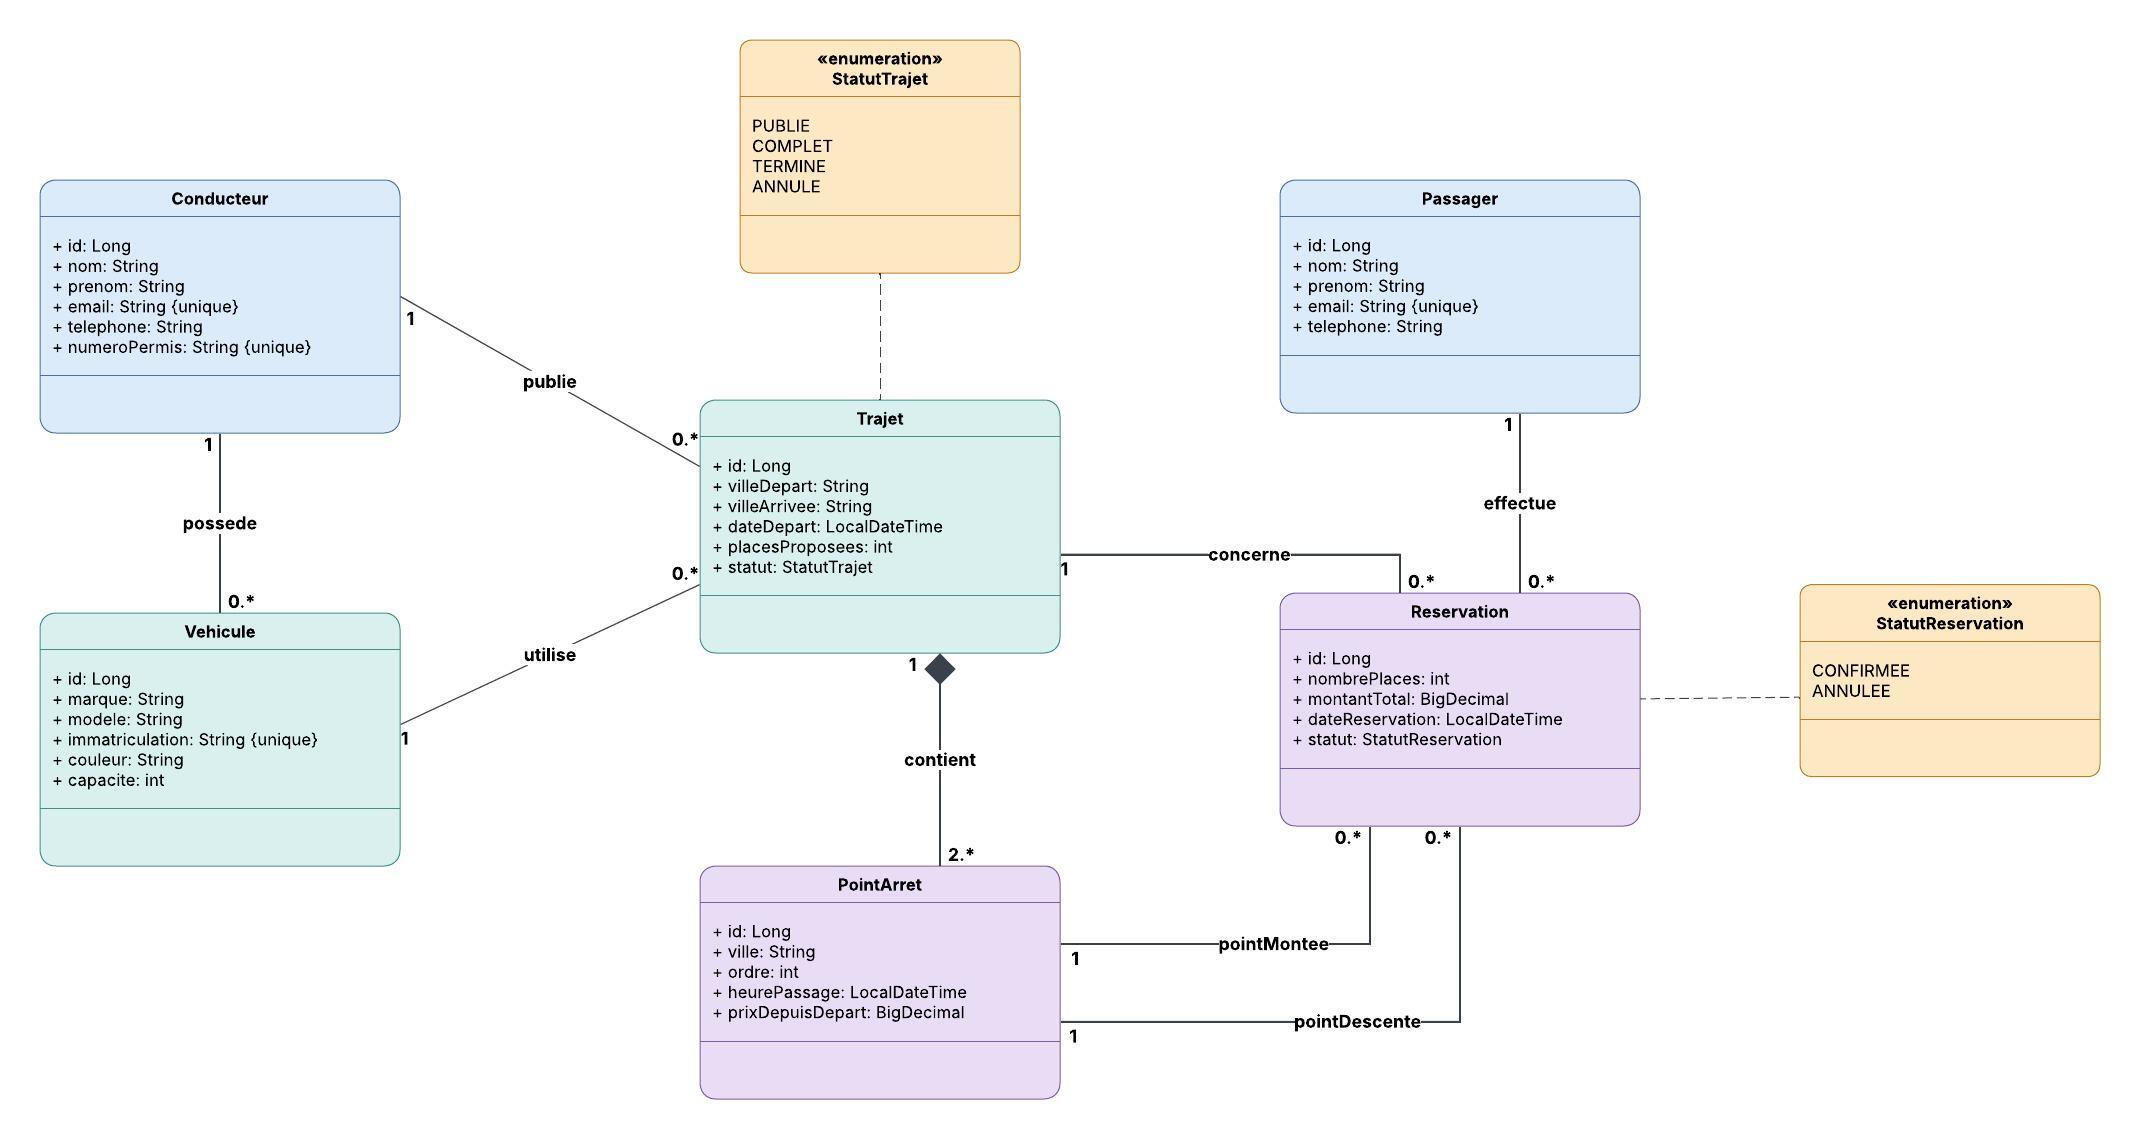 «enumeration»
StatutTrajet
PUBLIE
COMPLET
TERMINE
ANNULE
Conducteur
+ id: Long
+ nom: String
+ prenom: String
+ email: String {unique}
+ telephone: String
+ numeroPermis: String {unique}
Passager
+ id: Long
+ nom: String
+ prenom: String
+ email: String {unique}
+ telephone: String
1
publie
0.*
1
possede
0.*
Trajet
+ id: Long
+ villeDepart: String
+ villeArrivee: String
+ dateDepart: LocalDateTime
+ placesProposees: int
+ statut: StatutTrajet
1
effectue
0.*
1
concerne
0.*
0.*
utilise
1
Vehicule
+ id: Long
+ marque: String
+ modele: String
+ immatriculation: String {unique}
+ couleur: String
+ capacite: int
Reservation
+ id: Long
+ nombrePlaces: int
+ montantTotal: BigDecimal
+ dateReservation: LocalDateTime
+ statut: StatutReservation
«enumeration»
StatutReservation
CONFIRMEE
ANNULEE
1
contient
2.*
PointArret
+ id: Long
+ ville: String
+ ordre: int
+ heurePassage: LocalDateTime
+ prixDepuisDepart: BigDecimal
0.*
0.*
pointMontee
1
pointDescente
1